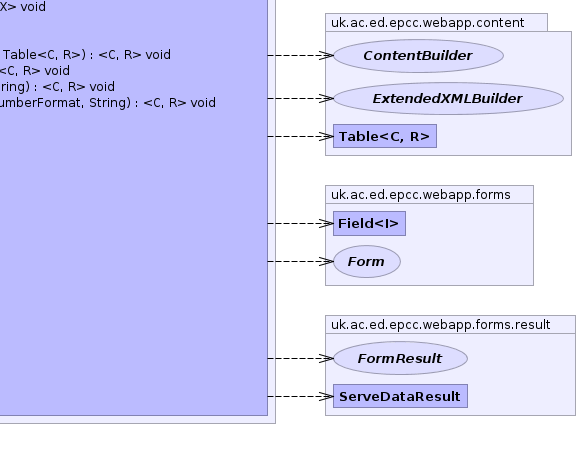 X> void
Table<C, R>) : <C, R> void
<C, R> void
ring) : <C, R> void
umberFormat, String) : <C, R> void
uk.ac.ed.epcc.webapp.content
ContentBuilder
ExtendedXMLBuilder
Table<C, R>
uk.ac.ed.epcc.webapp.forms
Field<I>
Form
uk.ac.ed.epcc.webapp.forms.result
FormResult
ServeDataResult